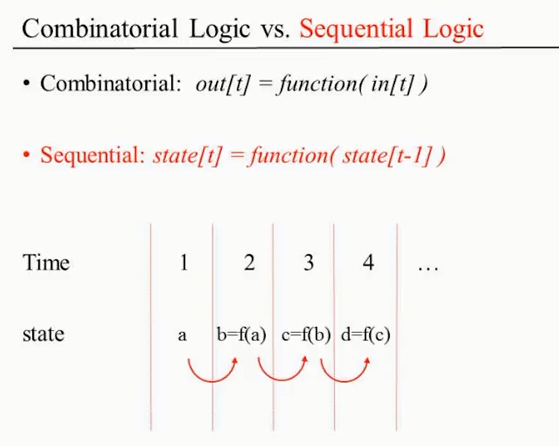 Combinatorial Logic vs. Sequential Logic
• Combinatorial: out[t] = function( in[t] )
• Sequential: state[t] = function( state[t-1] )
Time 1 2 3 4 …
state a b=f(a) c=f(b) d=f(c)